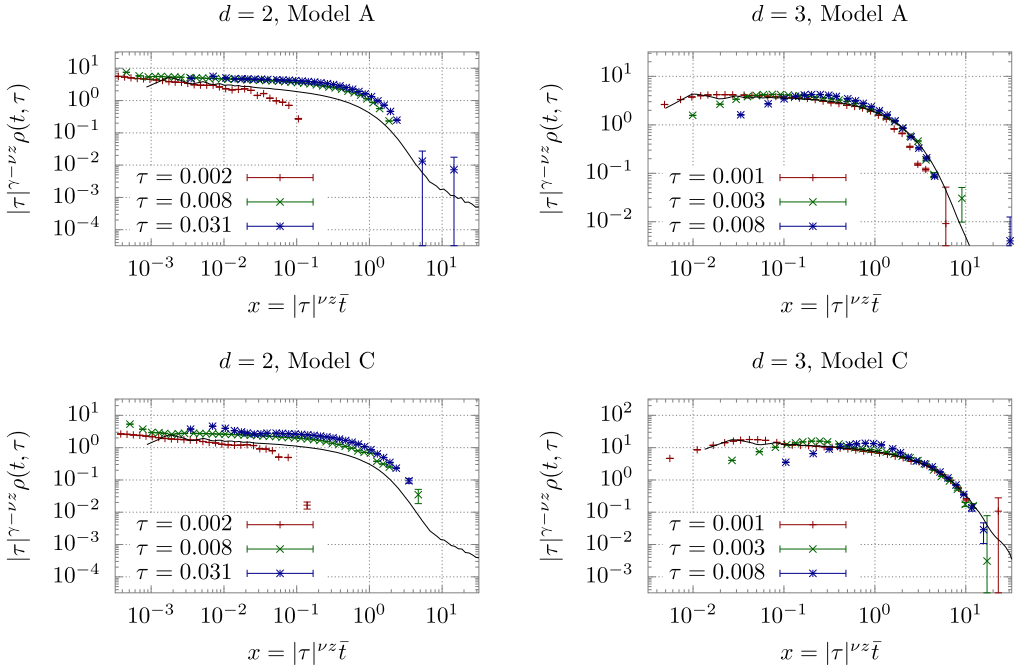 d = 2, Model A
10^1
10^0
10^{-1}
10^{-2}
10^{-3}
10^{-4}
|τ|^{γ−νz}ρ(t, τ)
τ = 0.002
τ = 0.008
τ = 0.031
10^{-3} 10^{-2} 10^{-1} 10^0 10^1
x = |τ|^{νz} t̄
d = 3, Model A
10^1
10^0
10^{-1}
10^{-2}
|τ|^{γ−νz}ρ(t, τ)
τ = 0.001
τ = 0.003
τ = 0.008
10^{-2} 10^{-1} 10^0 10^1
x = |τ|^{νz} t̄
d = 2, Model C
10^1
10^0
10^{-1}
10^{-2}
10^{-3}
10^{-4}
|τ|^{γ−νz}ρ(t, τ)
τ = 0.002
τ = 0.008
τ = 0.031
10^{-3} 10^{-2} 10^{-1} 10^0 10^1
x = |τ|^{νz} t̄
d = 3, Model C
10^2
10^1
10^0
10^{-1}
10^{-2}
10^{-3}
|τ|^{γ−νz}ρ(t, τ)
τ = 0.001
τ = 0.003
τ = 0.008
10^{-2} 10^{-1} 10^0 10^1
x = |τ|^{νz} t̄